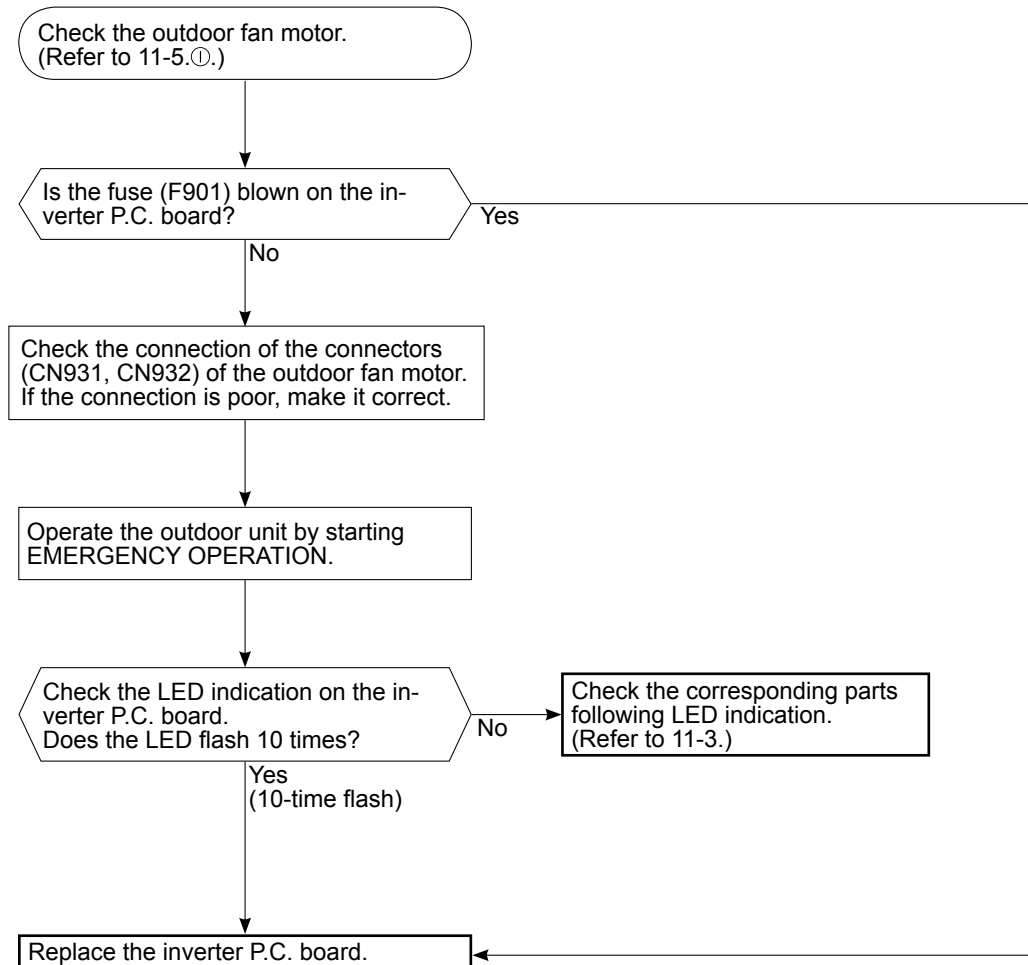 Check the outdoor fan motor.
(Refer to 11-5.Ⓘ.)
Is the fuse (F901) blown on the in-
verter P.C. board?
Yes
No
Check the connection of the connectors
(CN931, CN932) of the outdoor fan motor.
If the connection is poor, make it correct.
Operate the outdoor unit by starting
EMERGENCY OPERATION.
Check the LED indication on the in-
verter P.C. board.
Does the LED flash 10 times?
No
Check the corresponding parts
following LED indication.
(Refer to 11-3.)
Yes
(10-time flash)
Replace the inverter P.C. board.